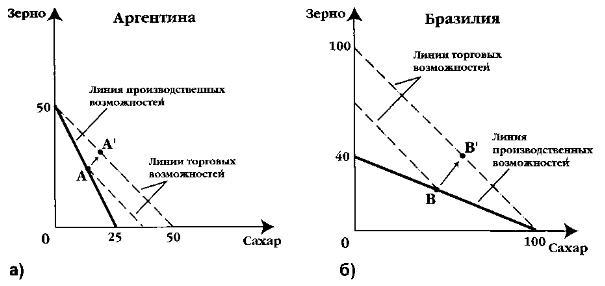 Зерно
Аргентина
50
Линия производственных
возможностей
A'
A
Линии торговых
возможностей
0
25
50
Сахар
а)
Зерно
Бразилия
100
Линии торговых
возможностей
40
B'
B
Линия
производственных
возможностей
0
100
Сахар
б)